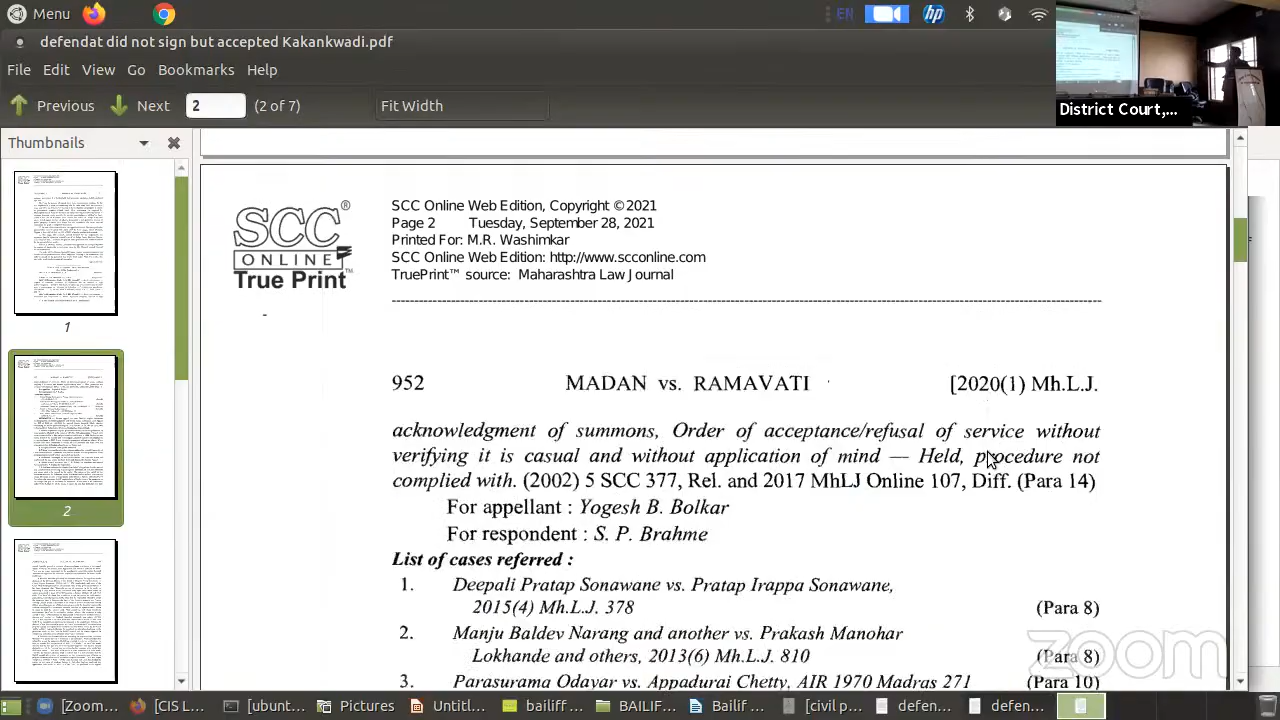 Menu
EN
hp
defendat did not sign but accepted Kakankwadi.pdf
File Edit View Go Bookmarks Help
Previous Next 2 (2 of 7) Fit Width
District Court,...
Thumbnails
1
2
SCC®
ONLINE
True Print™
SCC Online Web Edition, Copyright © 2021
Page 2 Tuesday, September 28, 2021
Printed For: M.R. Washimkar
SCC Online Web Edition: http://www.scconline.com
TruePrint™ source: Maharashtra Law Journal
952 MADAN vs. RAMAVATI [2020(1) Mh.L.J.
acknowledgment of summons, Order of acceptance/refusal of service without
verifying it is casual and without application of mind — Held, procedure not
complied with. (2002) 5 SCC 377, Rel. and 2017 MhLJ Online 107, Diff. (Para 14)
For appellant : Yogesh B. Bolkar
For respondent : S. P. Brahme
List of cases referred :
1. Deepali Pratap Sonawane vs. Pratap Irappa Sonawane,
2015(4) Mh.L.J. 378 (Para 8)
2. Manju Baldev Narang and another vs. Prakash Manohar
Lokhande and others, 2013(6) Mh.L.J. 810 (Para 8)
3. Parasurama Odayar vs. Appadurai Chetty, AIR 1970 Madras 271 (Para 10)
zoom
[Zoom... [CIS L... [ubunt... Pictures Untitl... bailiff... BAILIF... Bailif ... [civil p... defen... defen...